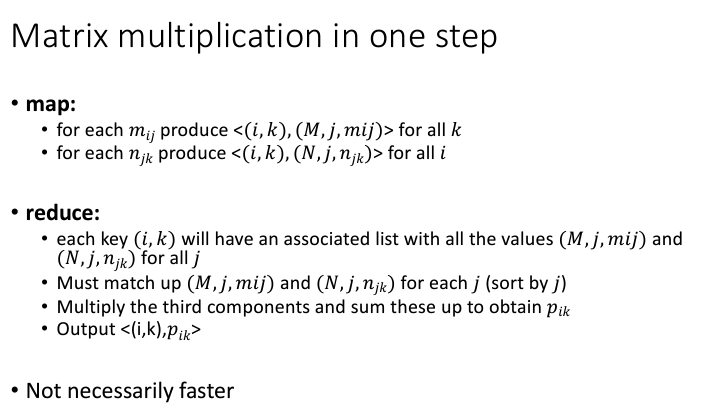 Matrix multiplication in one step
• map:
• for each m_{ij} produce <(i, k), (M, j, mij)> for all k
• for each n_{jk} produce <(i, k), (N, j, n_{jk})> for all i
• reduce:
• each key (i, k) will have an associated list with all the values (M, j, mij) and
(N, j, n_{jk}) for all j
• Must match up (M, j, mij) and (N, j, n_{jk}) for each j (sort by j)
• Multiply the third components and sum these up to obtain p_{ik}
• Output <(i,k),p_{ik}>
• Not necessarily faster